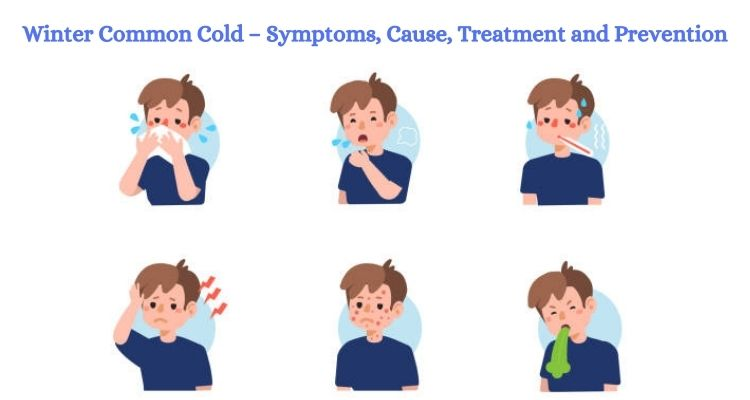 Winter Common Cold – Symptoms, Cause, Treatment and Prevention